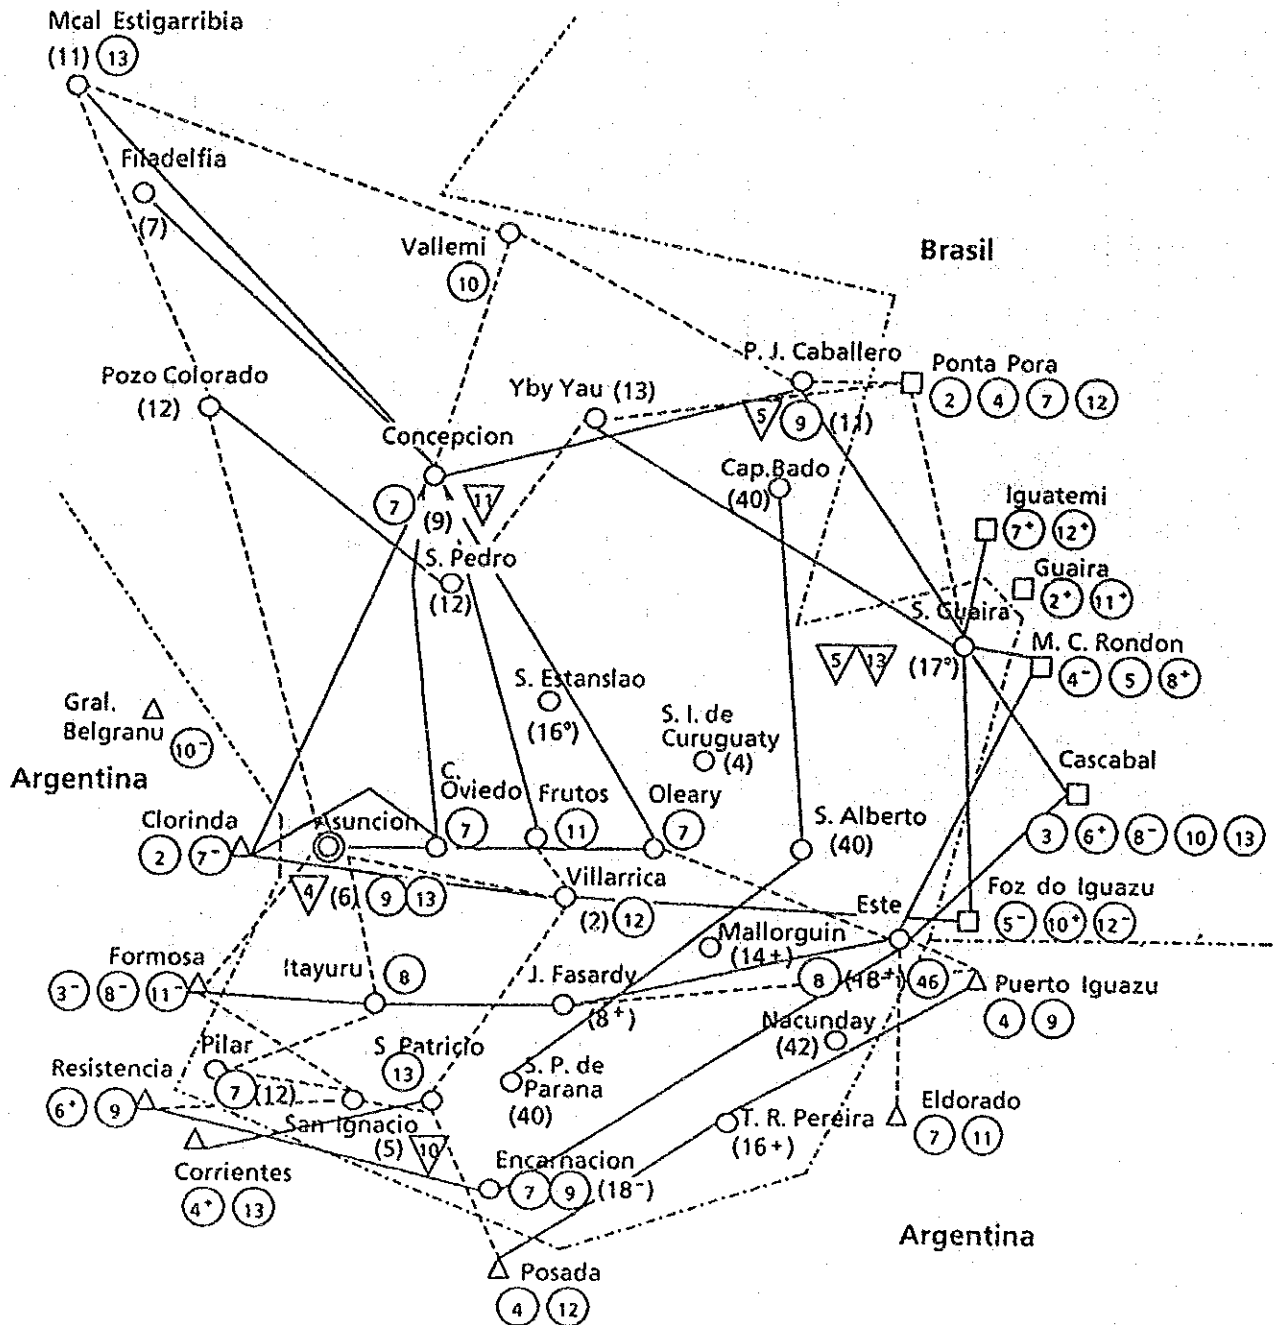 Mcal Estigarribia
(11) 13
Filadelfia
(7)
Vallemi
10
Brasil
Pozo Colorado
(12)
P. J. Caballero
5 9 (11)
Ponta Pora
2 4 7 12
Yby Yau (13)
Concepcion
7 (9) 11
Cap. Bado
(40)
Iguatemi
7+ 12+
S. Pedro
(12)
Guaira
2+ 11+
S. Guaira
5 13 (17°)
M. C. Rondon
4- 5 8+
S. Estanslao
(16°)
S. I. de
Curuguaty
(4)
Gral.
Belgranu
10-
Argentina
Cascabal
3 6+ 8- 10 13
Clorinda
2 7-
Asuncion
4 (6) 9 13
C.
Oviedo
7
Frutos
11
Oleary
7
S. Alberto
(40)
Villarrica
(2) 12
Este
8 (18+) 46
Foz do Iguazu
5- 10+ 12-
Mallorguin
(14+)
Formosa
3- 8- 11-
Itayuru
8
J. Fasardy
(8+)
Puerto Iguazu
4 9
Nacunday
(42)
Resistencia
6+ 9
Pilar
7 (12)
S Patricio
13
S. P. de
Parana
(40)
T. R. Pereira
(16+)
Eldorado
7 11
San Ignacio
(5) 10
Corrientes
4+ 13
Encarnacion
7 9 (18-)
Argentina
Posada
4 12